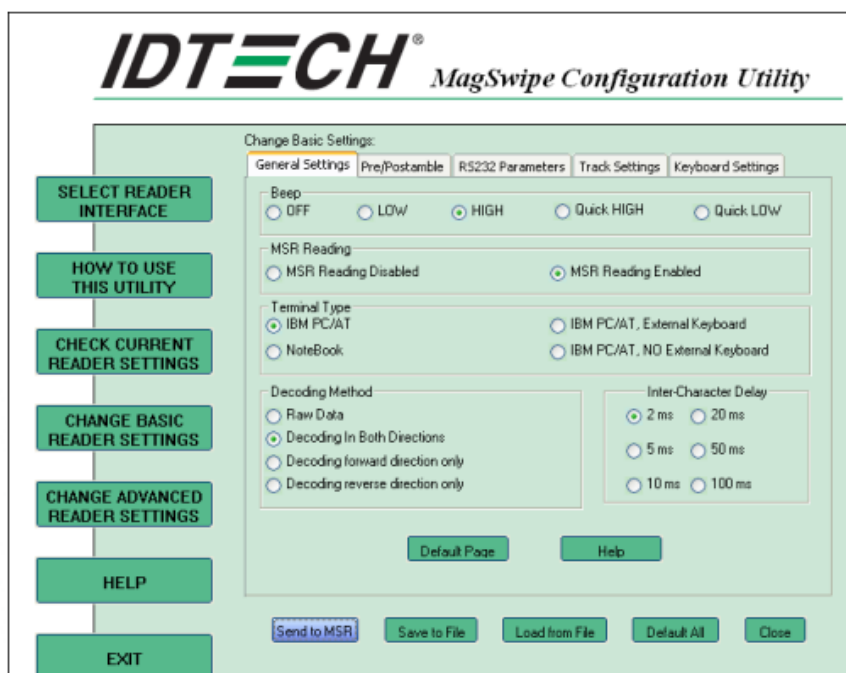 IDTECH®
MagSwipe Configuration Utility
SELECT READER
INTERFACE
HOW TO USE
THIS UTILITY
CHECK CURRENT
READER SETTINGS
CHANGE BASIC
READER SETTINGS
CHANGE ADVANCED
READER SETTINGS
HELP
EXIT
Change Basic Settings:
General Settings Pre/Postamble RS232 Parameters Track Settings Keyboard Settings
Beep
OFF LOW HIGH Quick HIGH Quick LOW
MSR Reading
MSR Reading Disabled MSR Reading Enabled
Terminal Type
IBM PC/AT IBM PC/AT, External Keyboard
NoteBook IBM PC/AT, NO External Keyboard
Decoding Method
Raw Data
Decoding In Both Directions
Decoding forward direction only
Decoding reverse direction only
Inter-Character Delay
2 ms 20 ms
5 ms 50 ms
10 ms 100 ms
Default Page Help
Send to MSR Save to File Load from File Default All Close